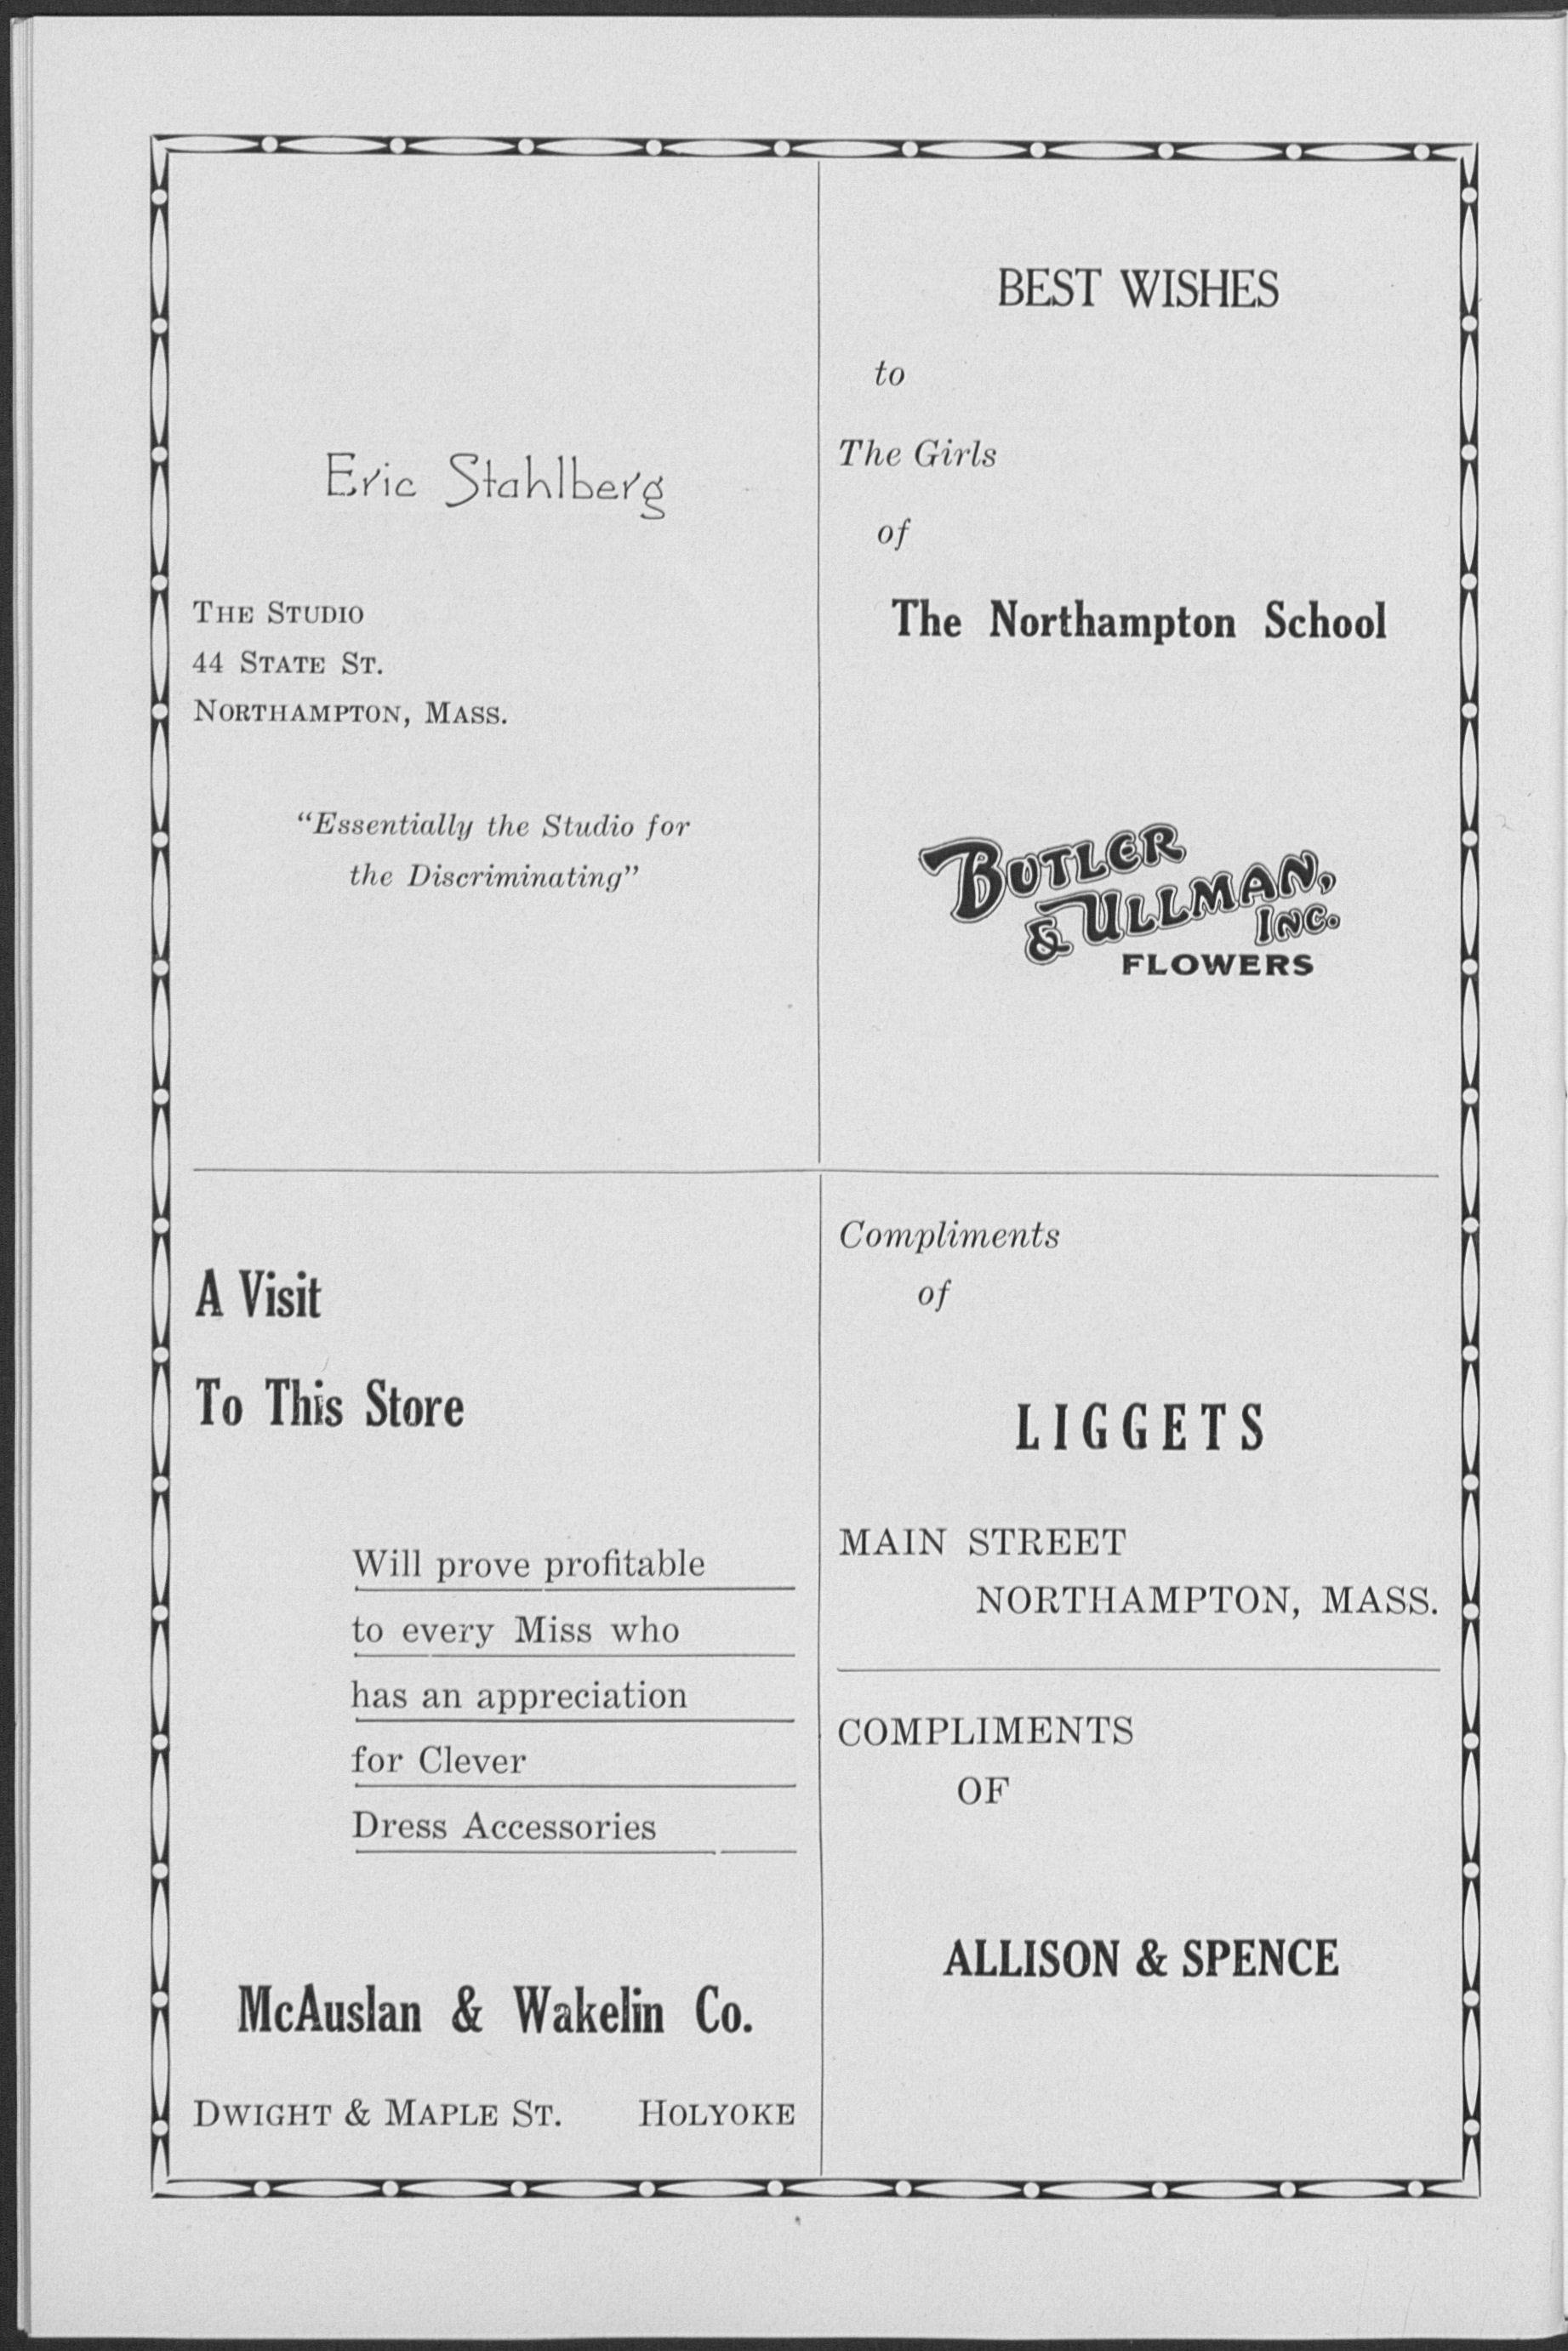 Eric Stahlberg
THE STUDIO
44 STATE ST.
NORTHAMPTON, MASS.
“Essentially the Studio for
the Discriminating”
BEST WISHES
to
The Girls
of
The Northampton School
BUTLER
& ULLMAN,
INC.
FLOWERS
A Visit
To This Store
Will prove profitable
to every Miss who
has an appreciation
for Clever
Dress Accessories
McAuslan & Wakelin Co.
DWIGHT & MAPLE ST. HOLYOKE
Compliments
of
LIGGETS
MAIN STREET
NORTHAMPTON, MASS.
COMPLIMENTS
OF
ALLISON & SPENCE